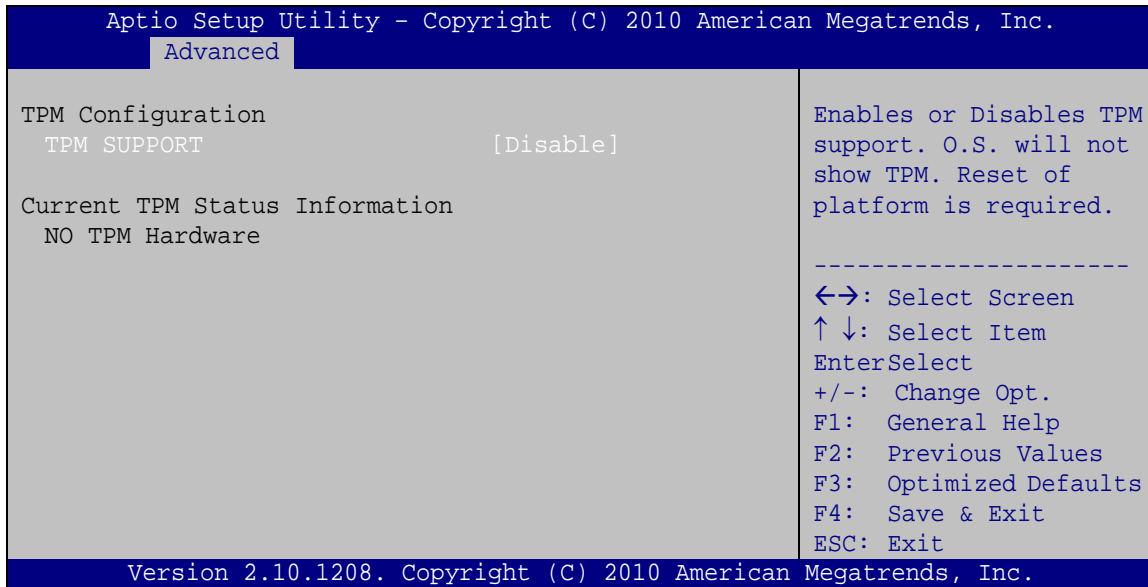 Aptio Setup Utility – Copyright (C) 2010 American Megatrends, Inc.
Advanced
TPM Configuration
TPM SUPPORT [Disable]
Current TPM Status Information
NO TPM Hardware
Enables or Disables TPM
support. O.S. will not
show TPM. Reset of
platform is required.
----------------------
←→: Select Screen
↑ ↓: Select Item
EnterSelect
+/-: Change Opt.
F1: General Help
F2: Previous Values
F3: Optimized Defaults
F4: Save & Exit
ESC: Exit
Version 2.10.1208. Copyright (C) 2010 American Megatrends, Inc.